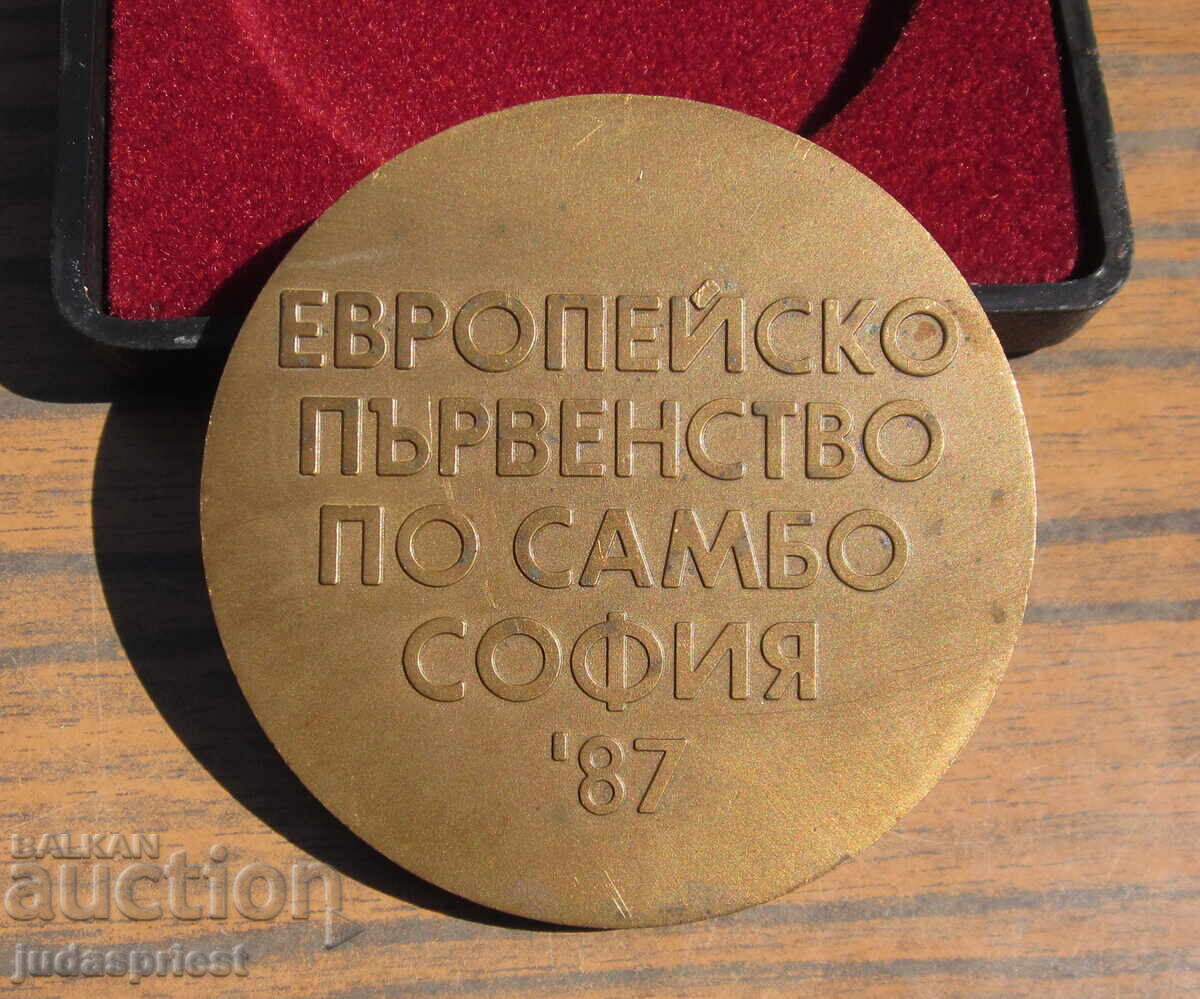 ЕВРОПЕЙСКО
ПЪРВЕНСТВО
ПО САМБО
СОФИЯ
'87
BALKAN
auction
judaspriest